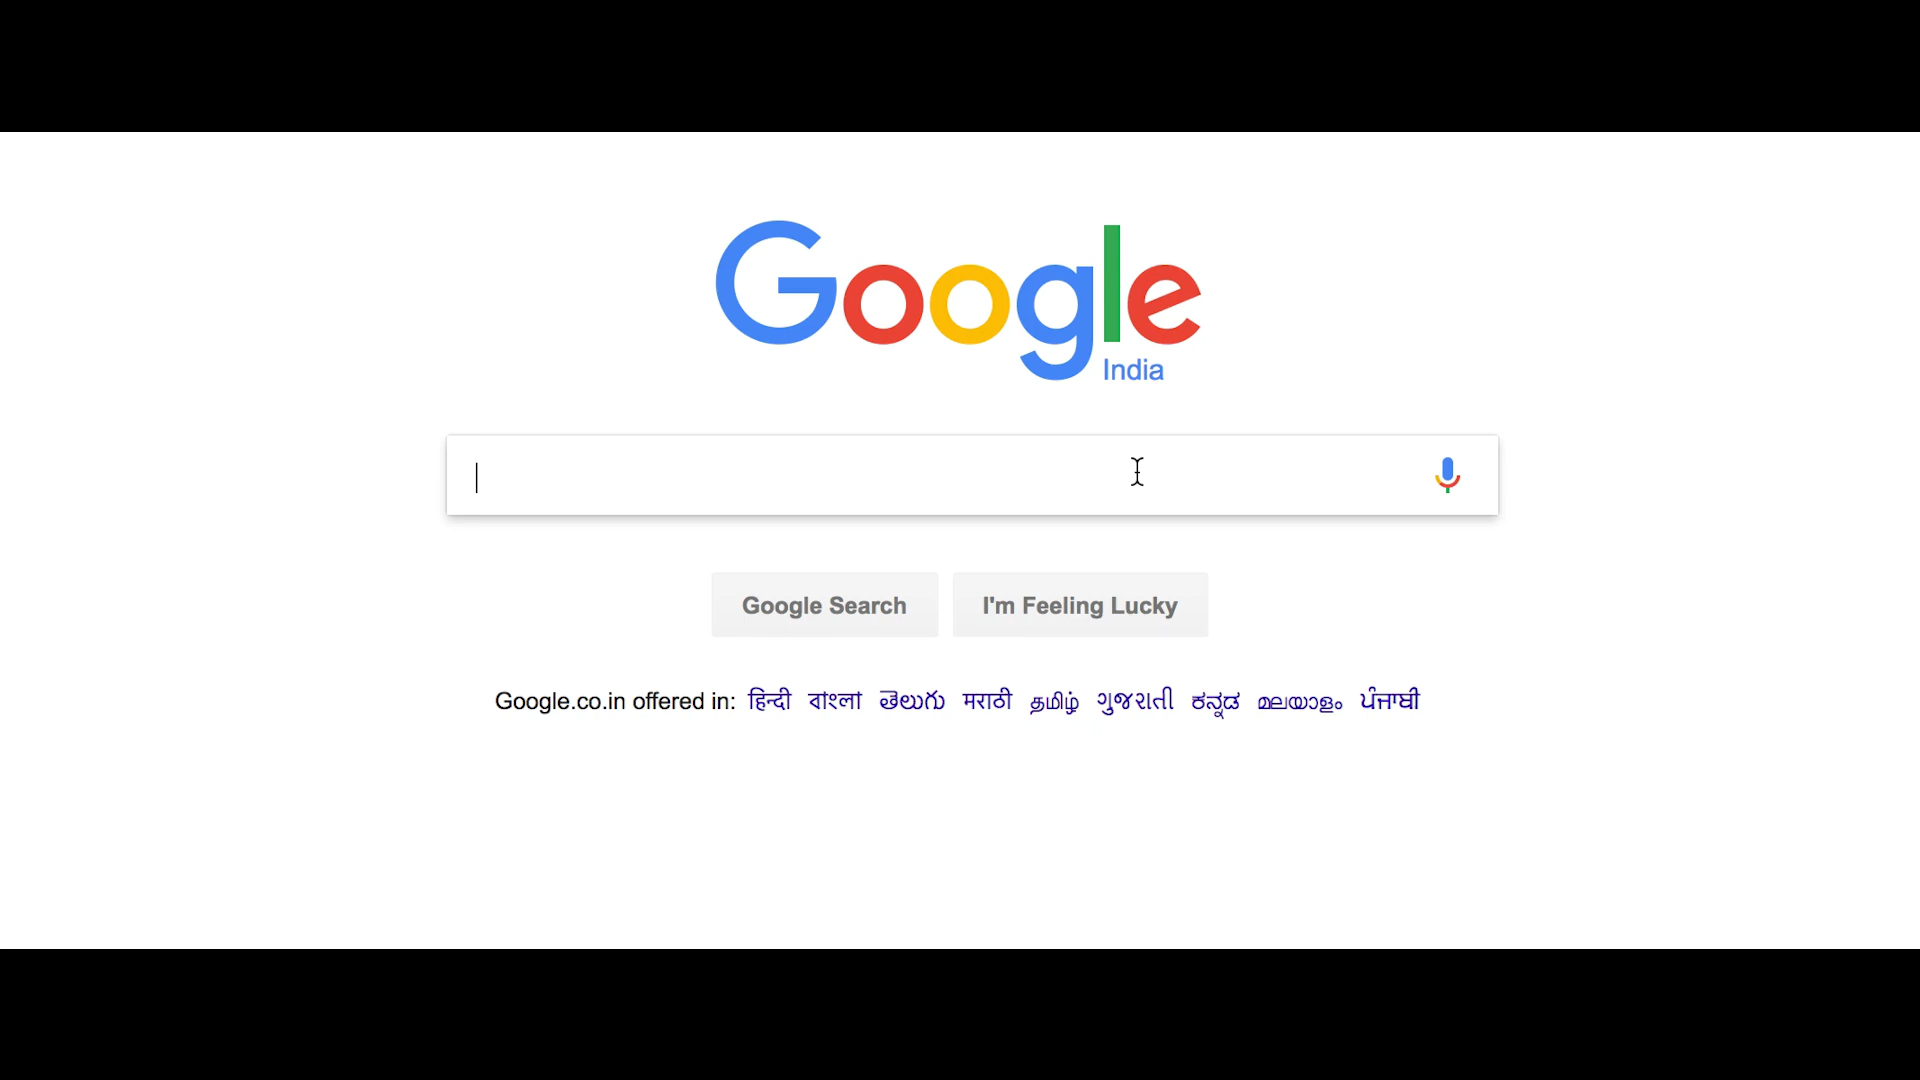 Google
India
Google Search
I'm Feeling Lucky
Google.co.in offered in: हिन्दी বাংলা తెలుగు मराठी தமிழ் ગુજરાતી ಕನ್ನಡ മലയാളം ਪੰਜਾਬੀ